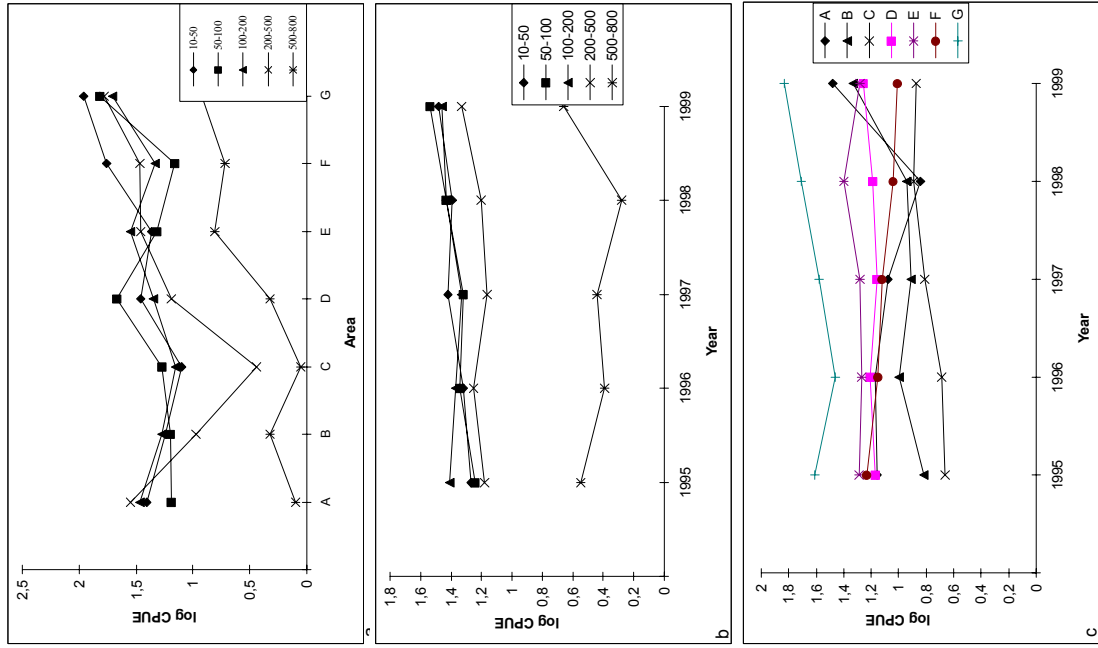 2,5
2
1,5
1
0,5
0
log CPUE
A
B
C
D
E
F
G
Area
10-50
50-100
100-200
200-500
500-800
1,8
1,6
1,4
1,2
1
0,8
0,6
0,4
0,2
0
log CPUE
1995
1996
1997
1998
1999
Year
10-50
50-100
100-200
200-500
500-800
b
2
1,8
1,6
1,4
1,2
1
0,8
0,6
0,4
0,2
0
log CPUE
1995
1996
1997
1998
1999
Year
A
B
C
D
E
F
G
c